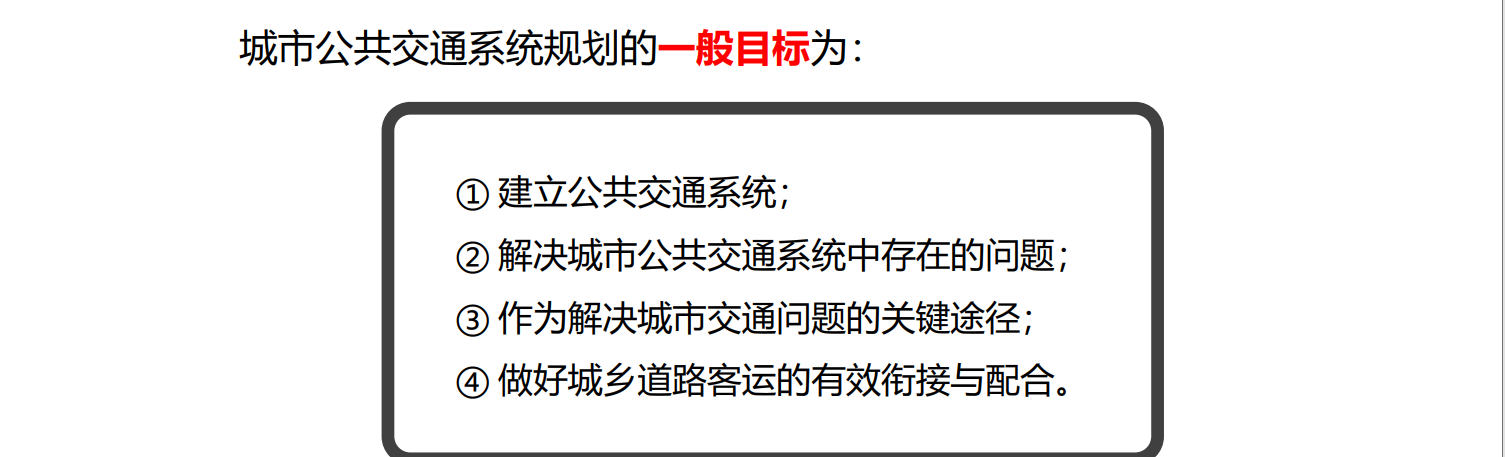 城市公共交通系统规划的一般目标为：
① 建立公共交通系统；
② 解决城市公共交通系统中存在的问题；
③ 作为解决城市交通问题的关键途径；
④ 做好城乡道路客运的有效衔接与配合。